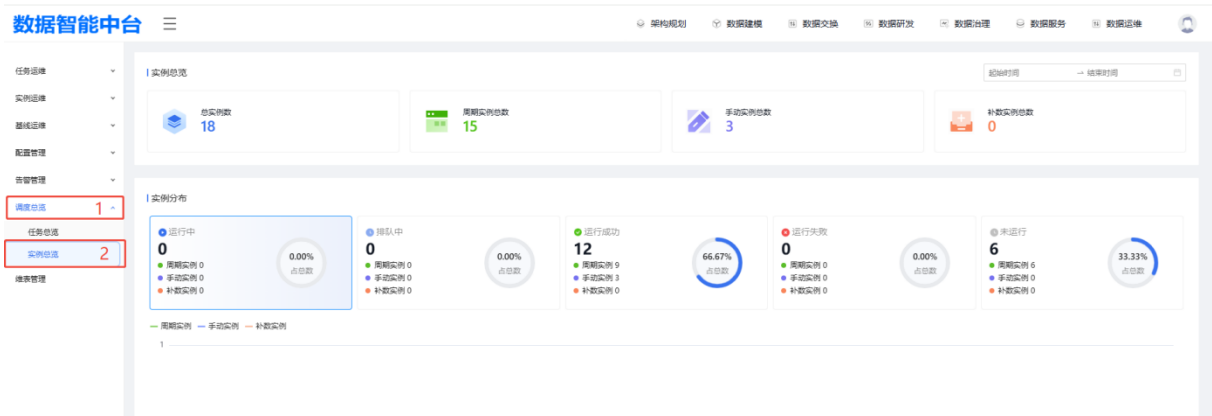 数据智能中台
架构规划 数据建模 数据交换 数据研发 数据治理 数据服务 数据运维
任务运维
实例运维
基线运维
配置管理
告警管理
调度总览 1
任务总览
实例总览 2
维表管理
实例总览
起始时间 → 结束时间
总实例数
18
周期实例总数
15
手动实例总数
3
补数实例总数
0
实例分布
运行中
0
周期实例 0
手动实例 0
补数实例 0
0.00%
占总数
排队中
0
周期实例 0
手动实例 0
补数实例 0
0.00%
占总数
运行成功
12
周期实例 9
手动实例 3
补数实例 0
66.67%
占总数
运行失败
0
周期实例 0
手动实例 0
补数实例 0
0.00%
占总数
未运行
6
周期实例 6
手动实例 0
补数实例 0
33.33%
占总数
周期实例 手动实例 补数实例
1